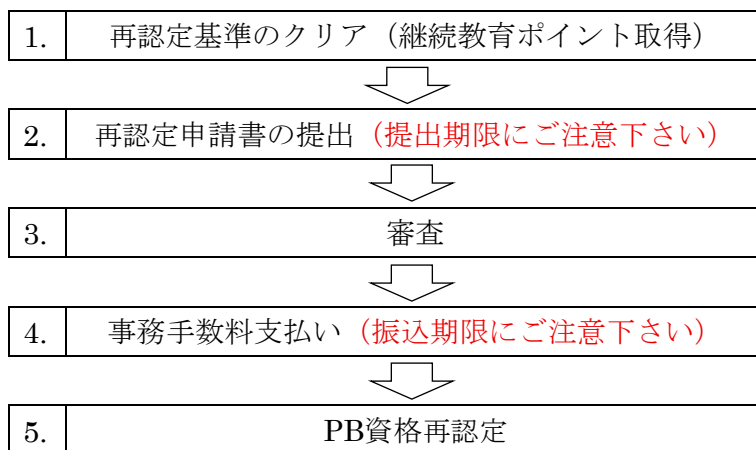 1. 再認定基準のクリア（継続教育ポイント取得）
2. 再認定申請書の提出（提出期限にご注意下さい）
3. 審査
4. 事務手数料支払い（振込期限にご注意下さい）
5. PB資格再認定